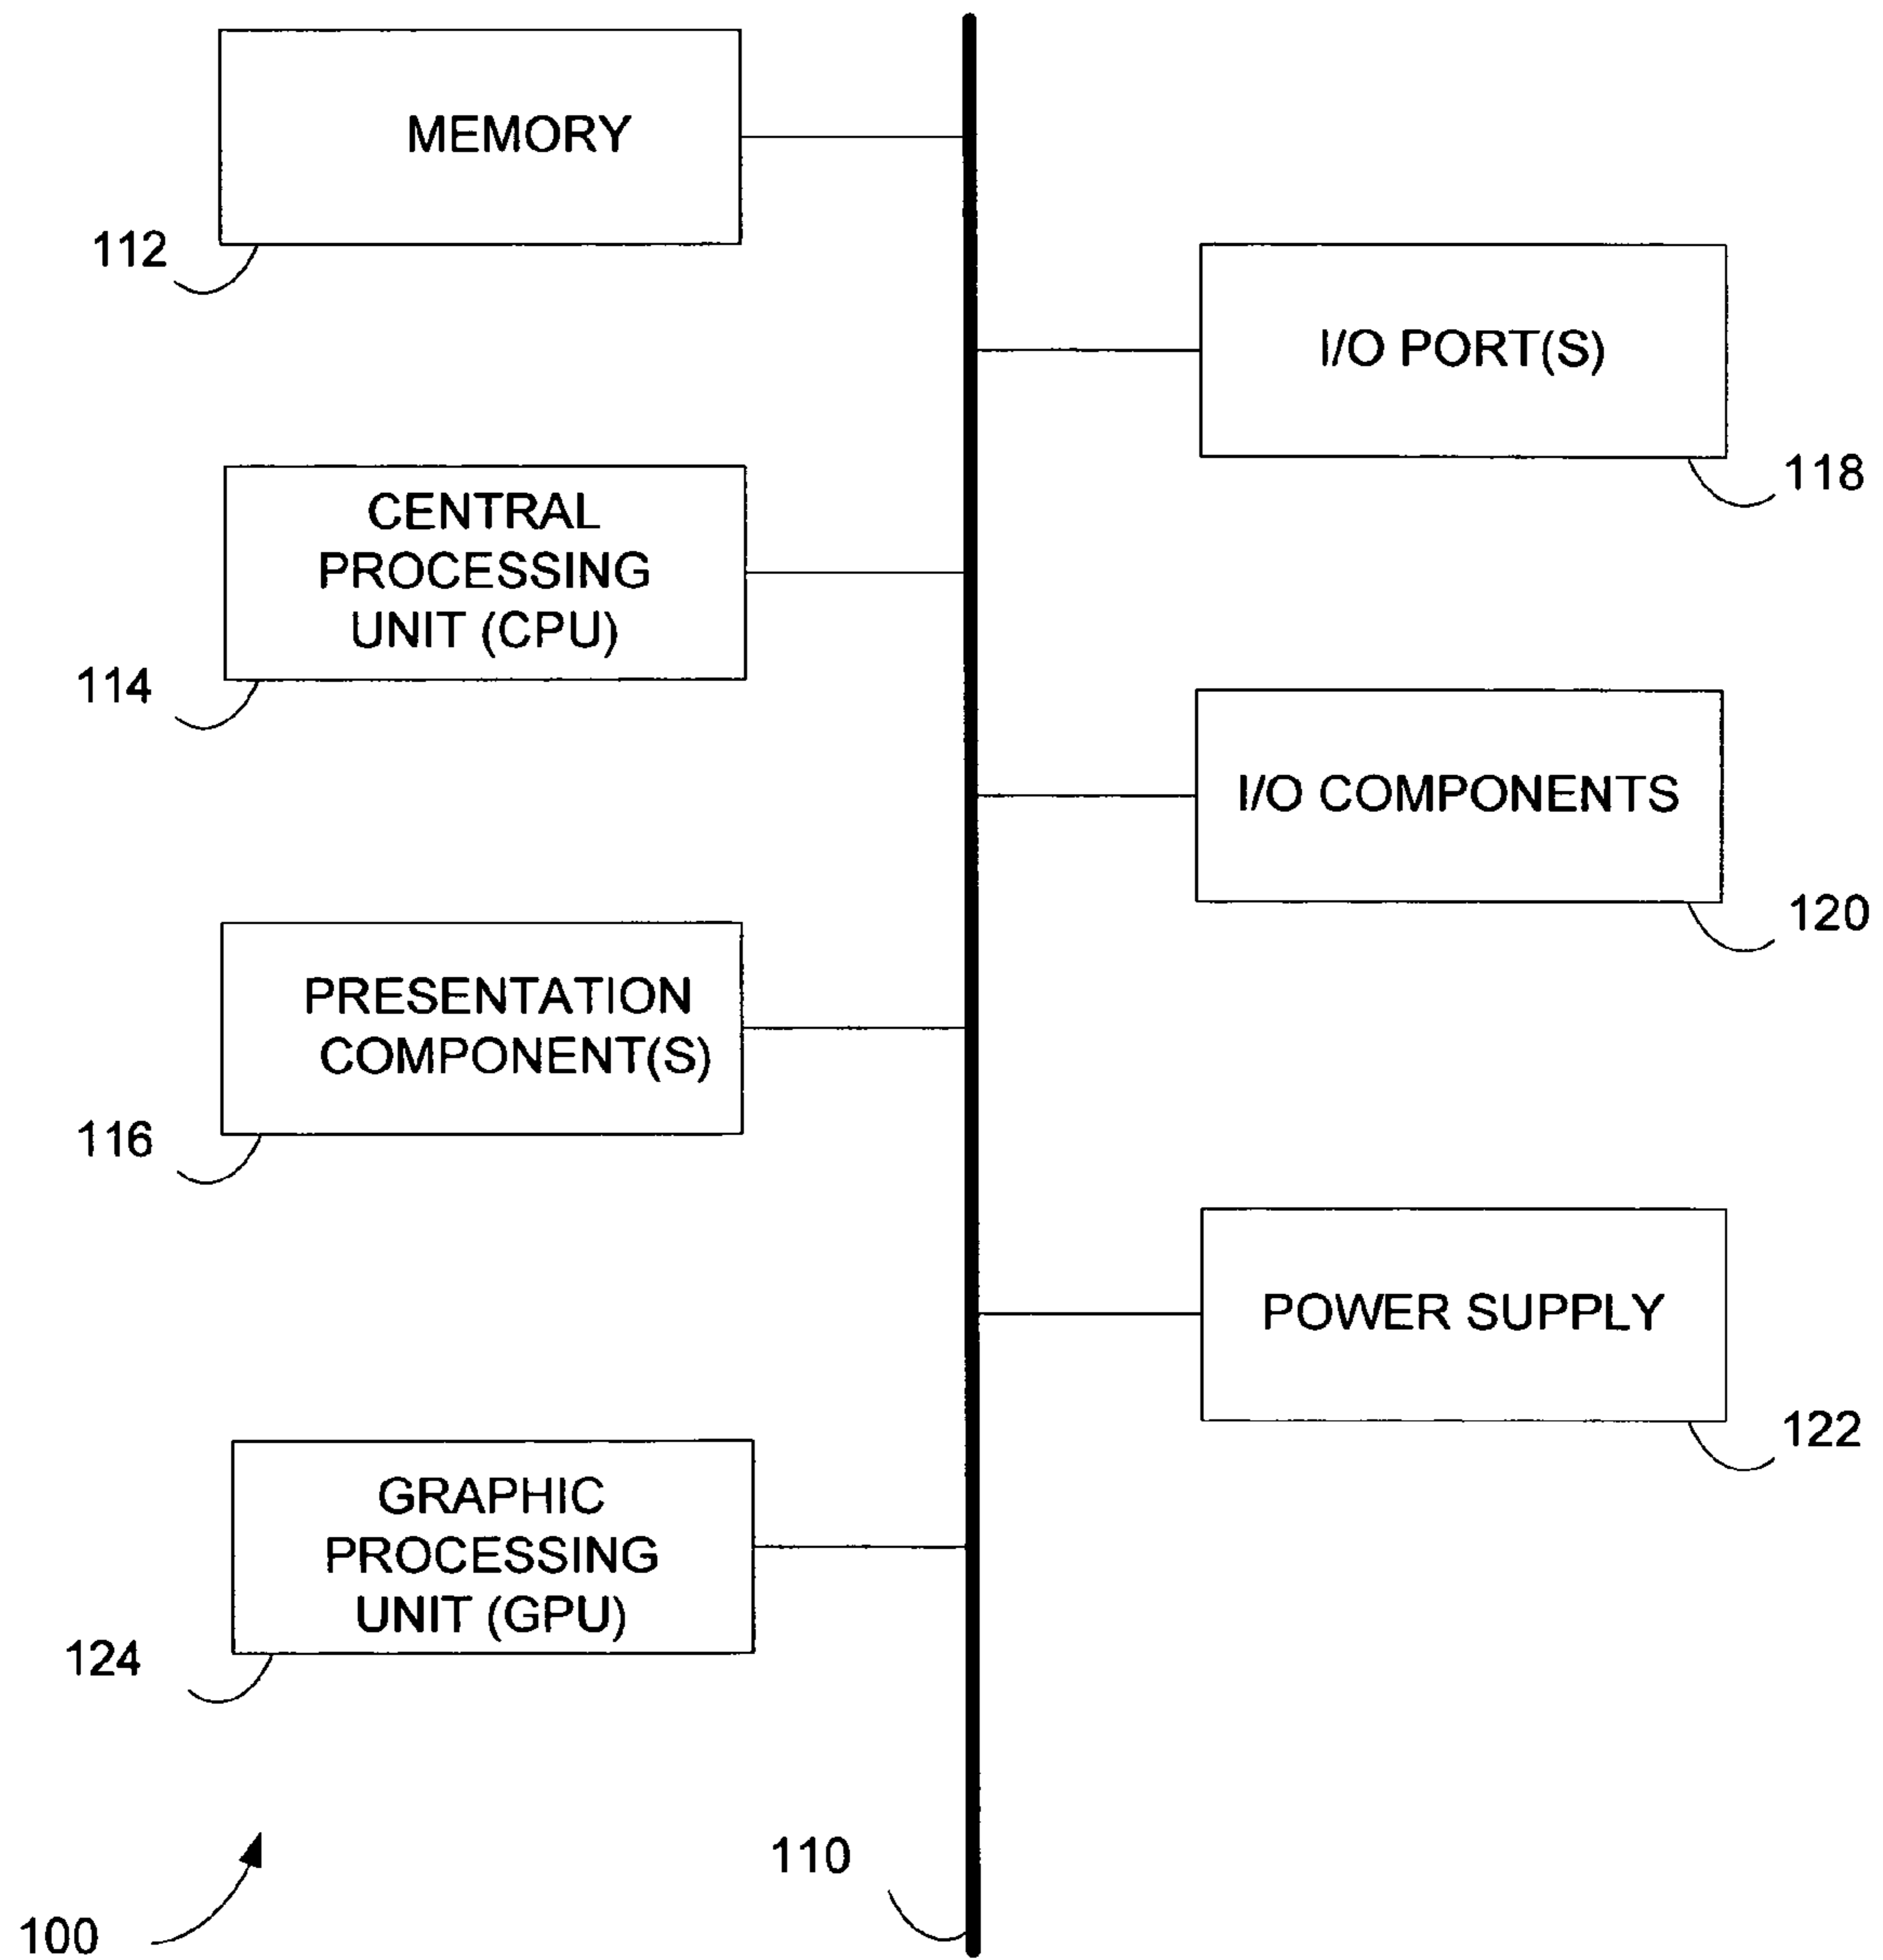 MEMORY
112
I/O PORT(S)
118
CENTRAL
PROCESSING
UNIT (CPU)
114
I/O COMPONENTS
120
PRESENTATION
COMPONENT(S)
116
POWER SUPPLY
122
GRAPHIC
PROCESSING
UNIT (GPU)
124
110
100